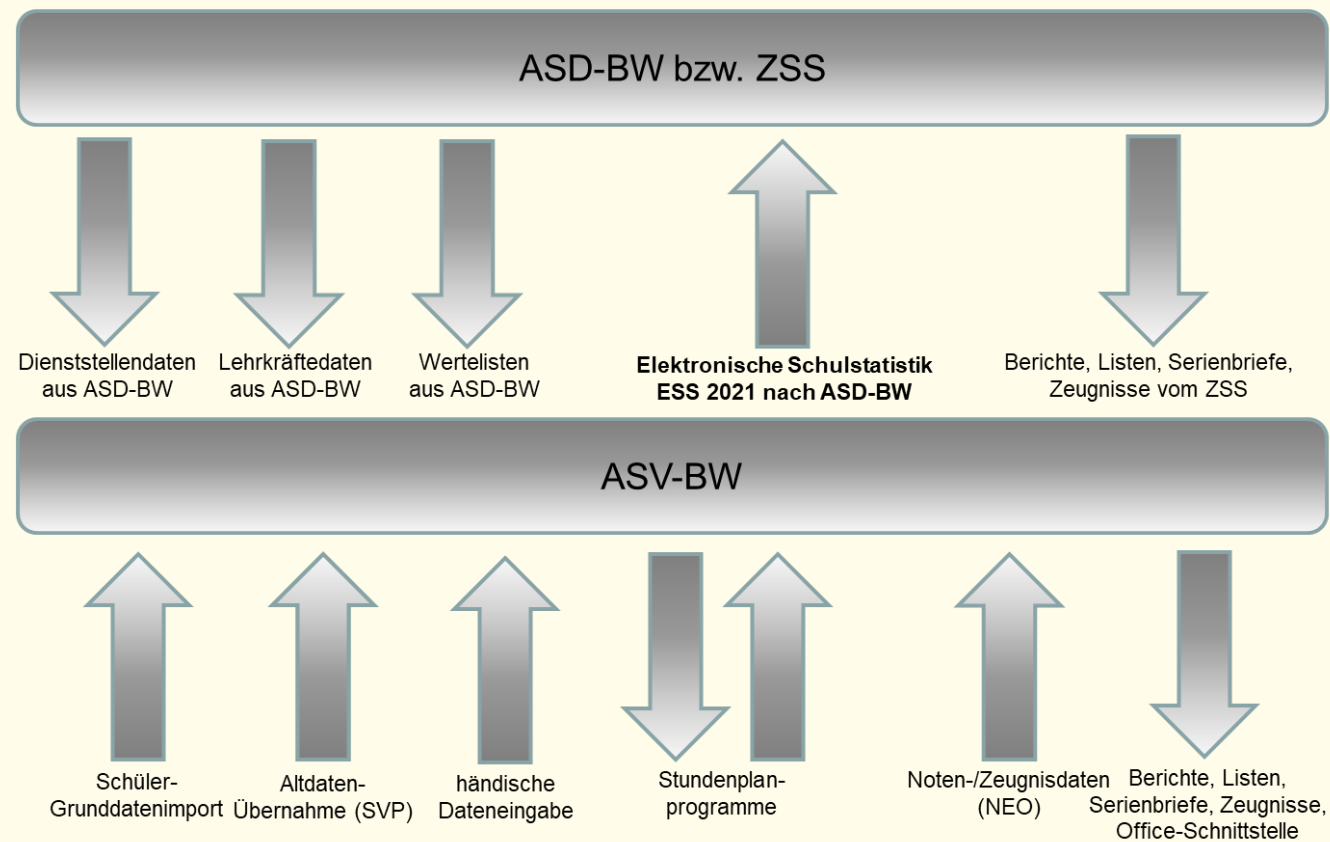 ASD-BW bzw. ZSS
Dienststellendaten
aus ASD-BW
Lehrkräftedaten
aus ASD-BW
Wertelisten
aus ASD-BW
Elektronische Schulstatistik
ESS 2021 nach ASD-BW
Berichte, Listen, Serienbriefe,
Zeugnisse vom ZSS
ASV-BW
Schüler-
Grunddatenimport
Altdaten-
Übernahme (SVP)
händische
Dateneingabe
Stundenplan-
programme
Noten-/Zeugnisdaten
(NEO)
Berichte, Listen,
Serienbriefe, Zeugnisse,
Office-Schnittstelle